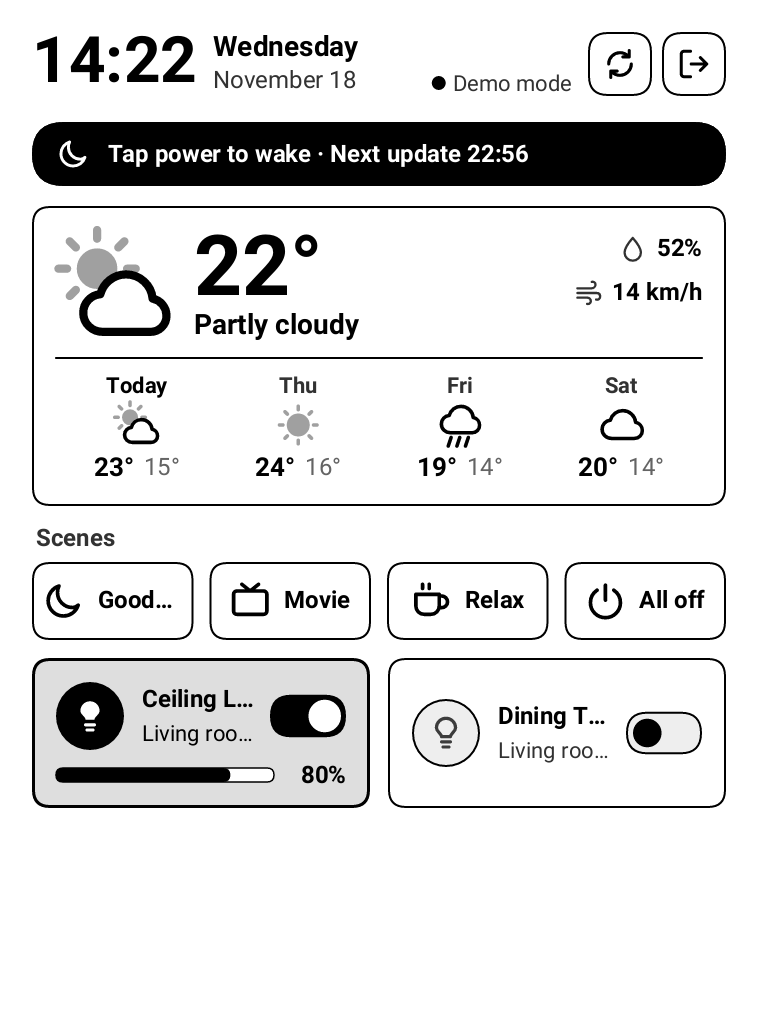 14:22
Wednesday
November 18
Demo mode
Tap power to wake · Next update 22:56
22°
Partly cloudy
52%
14 km/h
Today Thu Fri Sat
23° 15° 24° 16° 19° 14° 20° 14°
Scenes
Good... Movie Relax All off
Ceiling L...
Living roo...
80%
Dining T...
Living roo...